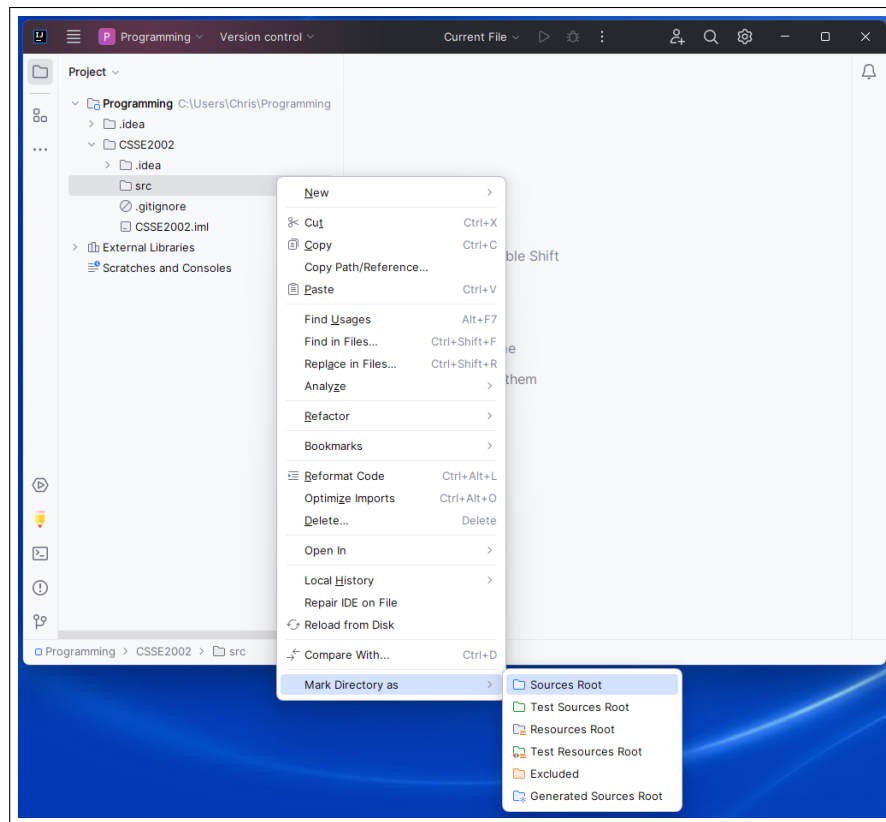 P Programming Version control Current File
Project
Programming C:\Users\Chris\Programming
.idea
CSSE2002
.idea
src
.gitignore
CSSE2002.iml
External Libraries
Scratches and Consoles
ble Shift
them
New
Cut Ctrl+X
Copy Ctrl+C
Copy Path/Reference...
Paste Ctrl+V
Find Usages Alt+F7
Find in Files... Ctrl+Shift+F
Replace in Files... Ctrl+Shift+R
Analyze
Refactor
Bookmarks
Reformat Code Ctrl+Alt+L
Optimize Imports Ctrl+Alt+O
Delete... Delete
Open In
Local History
Repair IDE on File
Reload from Disk
Compare With... Ctrl+D
Mark Directory as
Sources Root
Test Sources Root
Resources Root
Test Resources Root
Excluded
Generated Sources Root
Programming > CSSE2002 > src